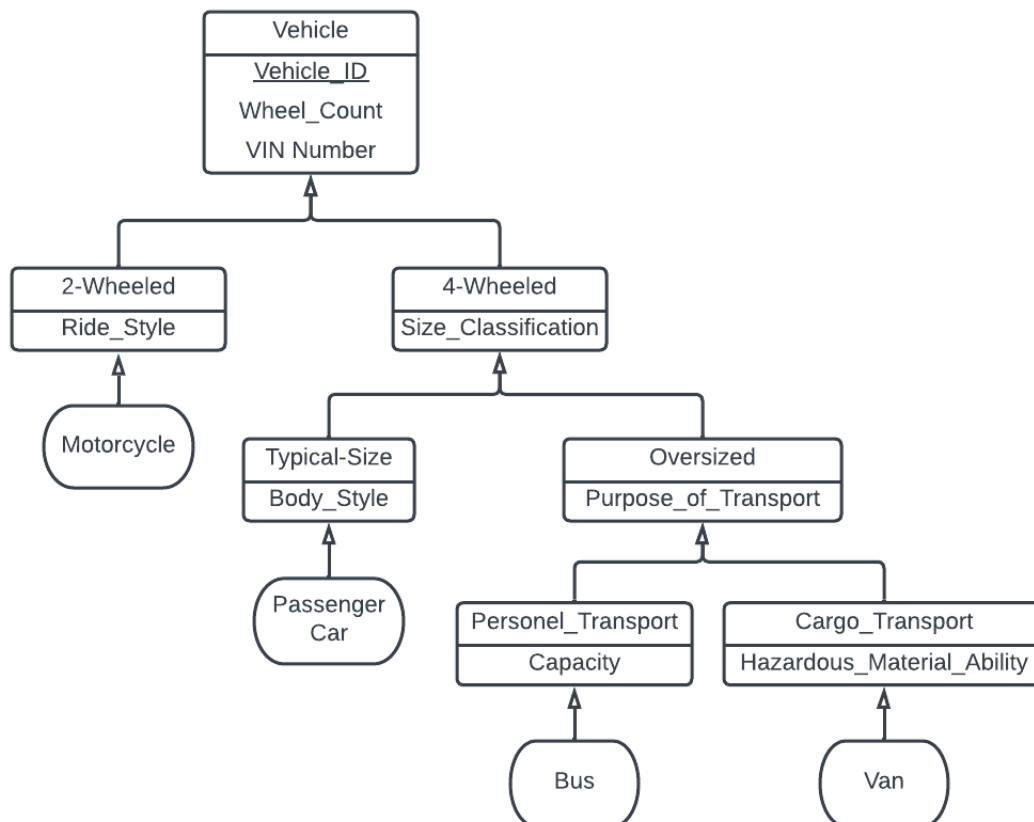 Vehicle
Vehicle_ID
Wheel_Count
VIN Number
2-Wheeled
Ride_Style
4-Wheeled
Size_Classification
Motorcycle
Typical-Size
Body_Style
Oversized
Purpose_of_Transport
Passenger
Car
Personel_Transport
Capacity
Cargo_Transport
Hazardous_Material_Ability
Bus
Van